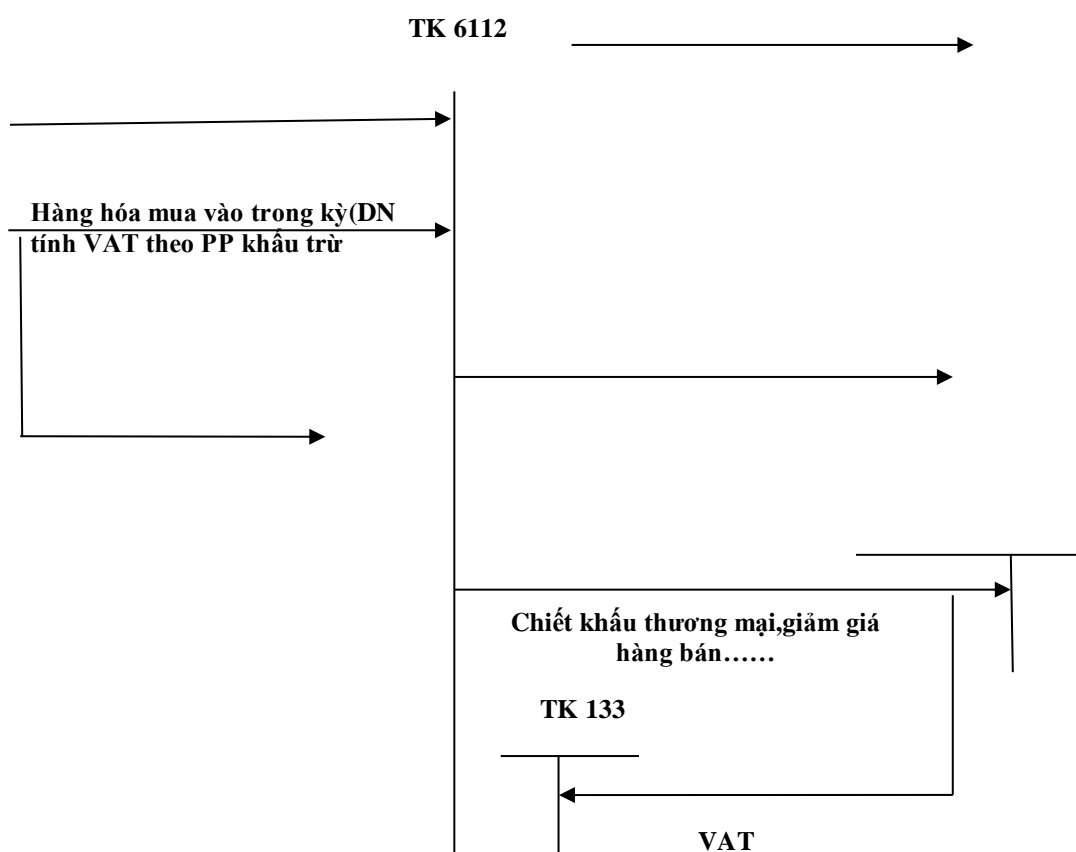 TK 6112
Hàng hóa mua vào trong kỳ(DN
tính VAT theo PP khấu trừ
Chiết khấu thương mại,giảm giá
hàng bán……
TK 133
VAT